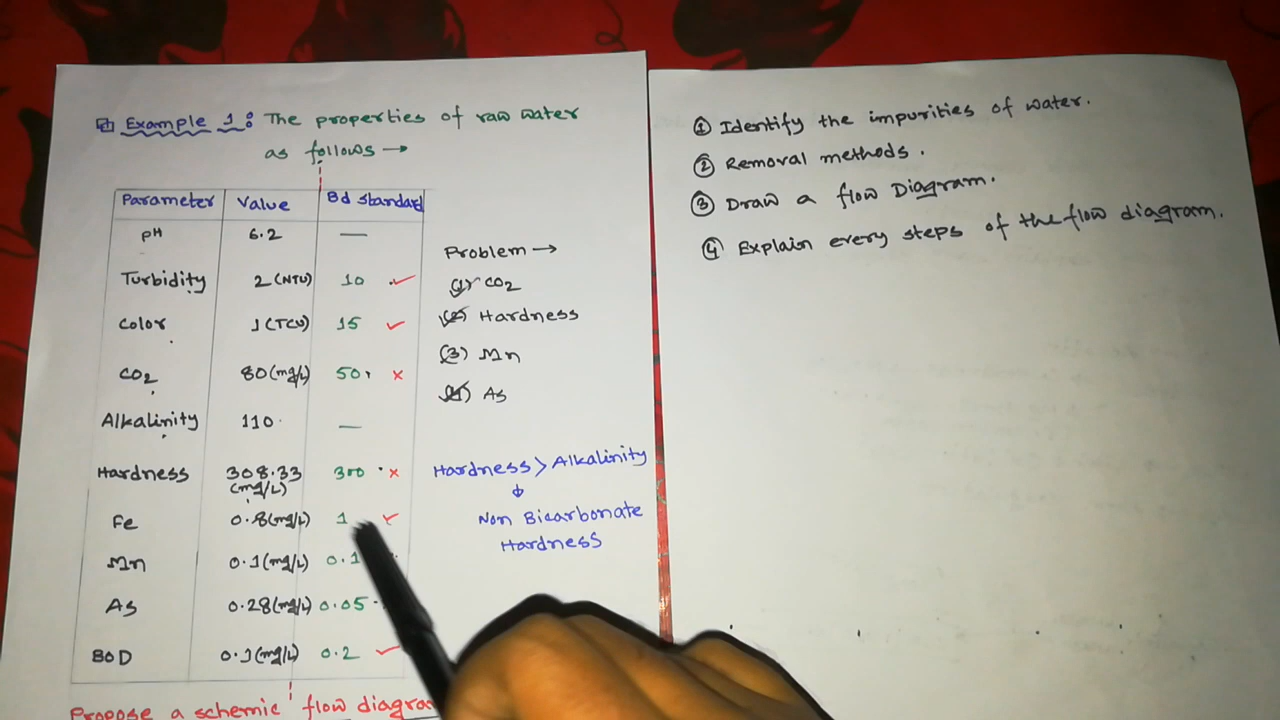 Example 1: The properties of raw water
as follows →
Parameter Value Bd standard
pH 6.2 —
Turbidity 2 (NTU) 10 ✓
Color 1 (TCU) 15 ✓
CO2 80 (mg/L) 50 x
Alkalinity 110 —
Hardness 308.33 300 x
(mg/L)
Fe 0.8 (mg/L) 1 ✓
Mn 0.1 (mg/L) 0.1
As 0.28 (mg/L) 0.05
BOD 0.1 (mg/L) 0.2 ✓
Propose a schemic flow diagra
Problem →
CO2
Hardness
(3) Mn
As
Hardness > Alkalinity
↓
Non Bicarbonate
Hardness
① Identify the impurities of water.
② Removal methods.
③ Draw a flow Diagram.
④ Explain every steps of the flow diagram.